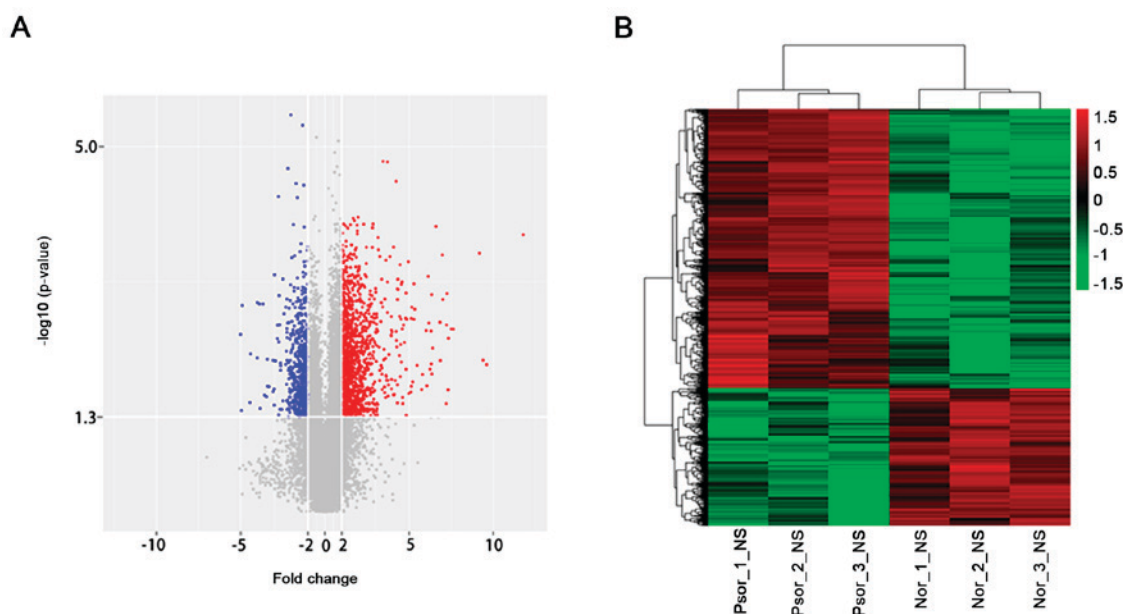 A
5.0
1.3
-log10 (p-value)
-10 -5 -2 0 2 5 10
Fold change
B
1.5
1
0.5
0
-0.5
-1
-1.5
Psor_1_NS
Psor_2_NS
Psor_3_NS
Nor_1_NS
Nor_2_NS
Nor_3_NS